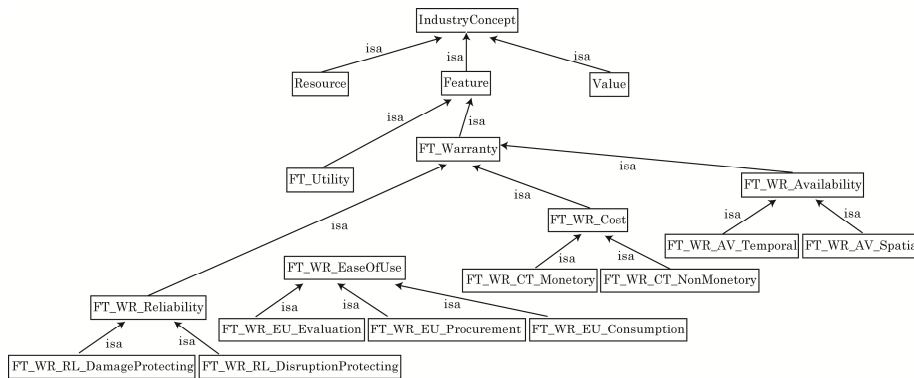 IndustryConcept
isa
isa
isa
Resource
Feature
Value
isa
isa
FT_Utility
FT_Warranty
isa
FT_WR_Availability
isa
isa
isa
FT_WR_Cost
isa
isa
FT_WR_AV_Temporal
FT_WR_AV_Spatia
isa
isa
FT_WR_EaseOfUse
FT_WR_CT_Monetory
FT_WR_CT_NonMonetory
FT_WR_Reliability
isa
isa
isa
FT_WR_EU_Evaluation
FT_WR_EU_Procurement
FT_WR_EU_Consumption
isa
isa
FT_WR_RL_DamageProtecting
FT_WR_RL_DisruptionProtecting